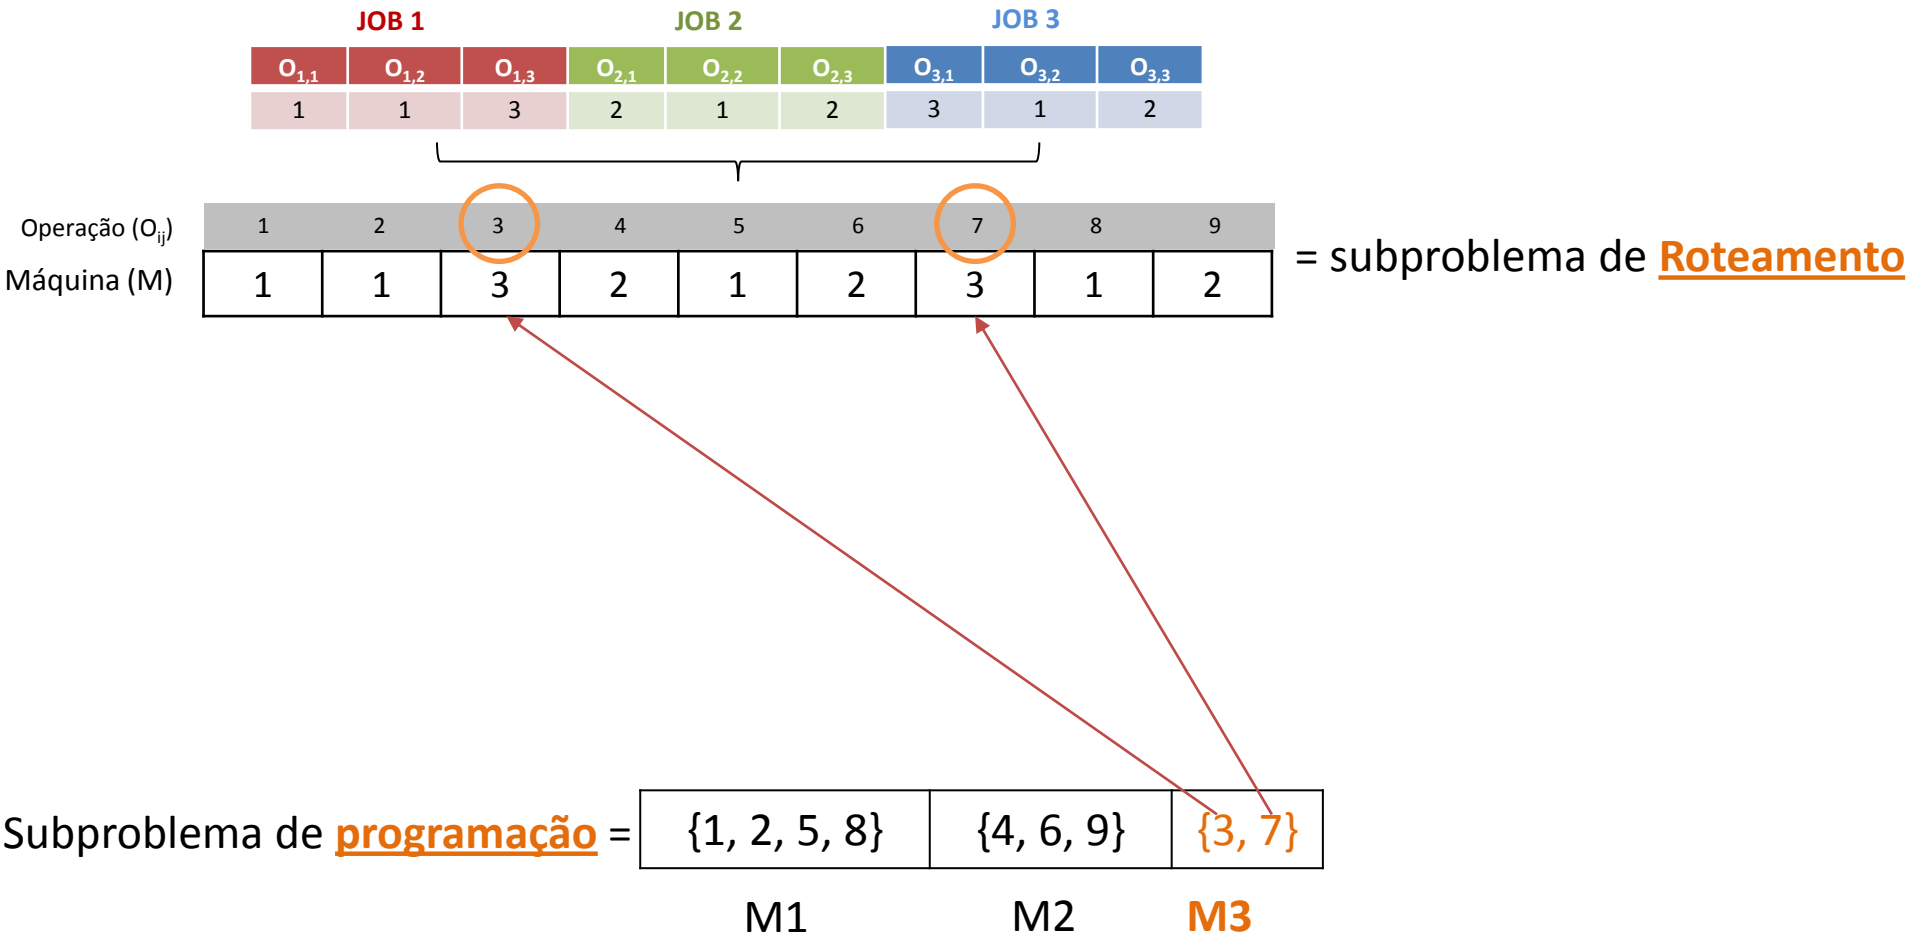 JOB 1 JOB 2 JOB 3
O1,1 O1,2 O1,3 O2,1 O2,2 O2,3 O3,1 O3,2 O3,3
1 1 3 2 1 2 3 1 2
Operação (Oij) 1 2 3 4 5 6 7 8 9
Máquina (M) 1 1 3 2 1 2 3 1 2
= subproblema de Roteamento
Subproblema de programação = {1, 2, 5, 8} {4, 6, 9} {3, 7}
M1 M2 M3